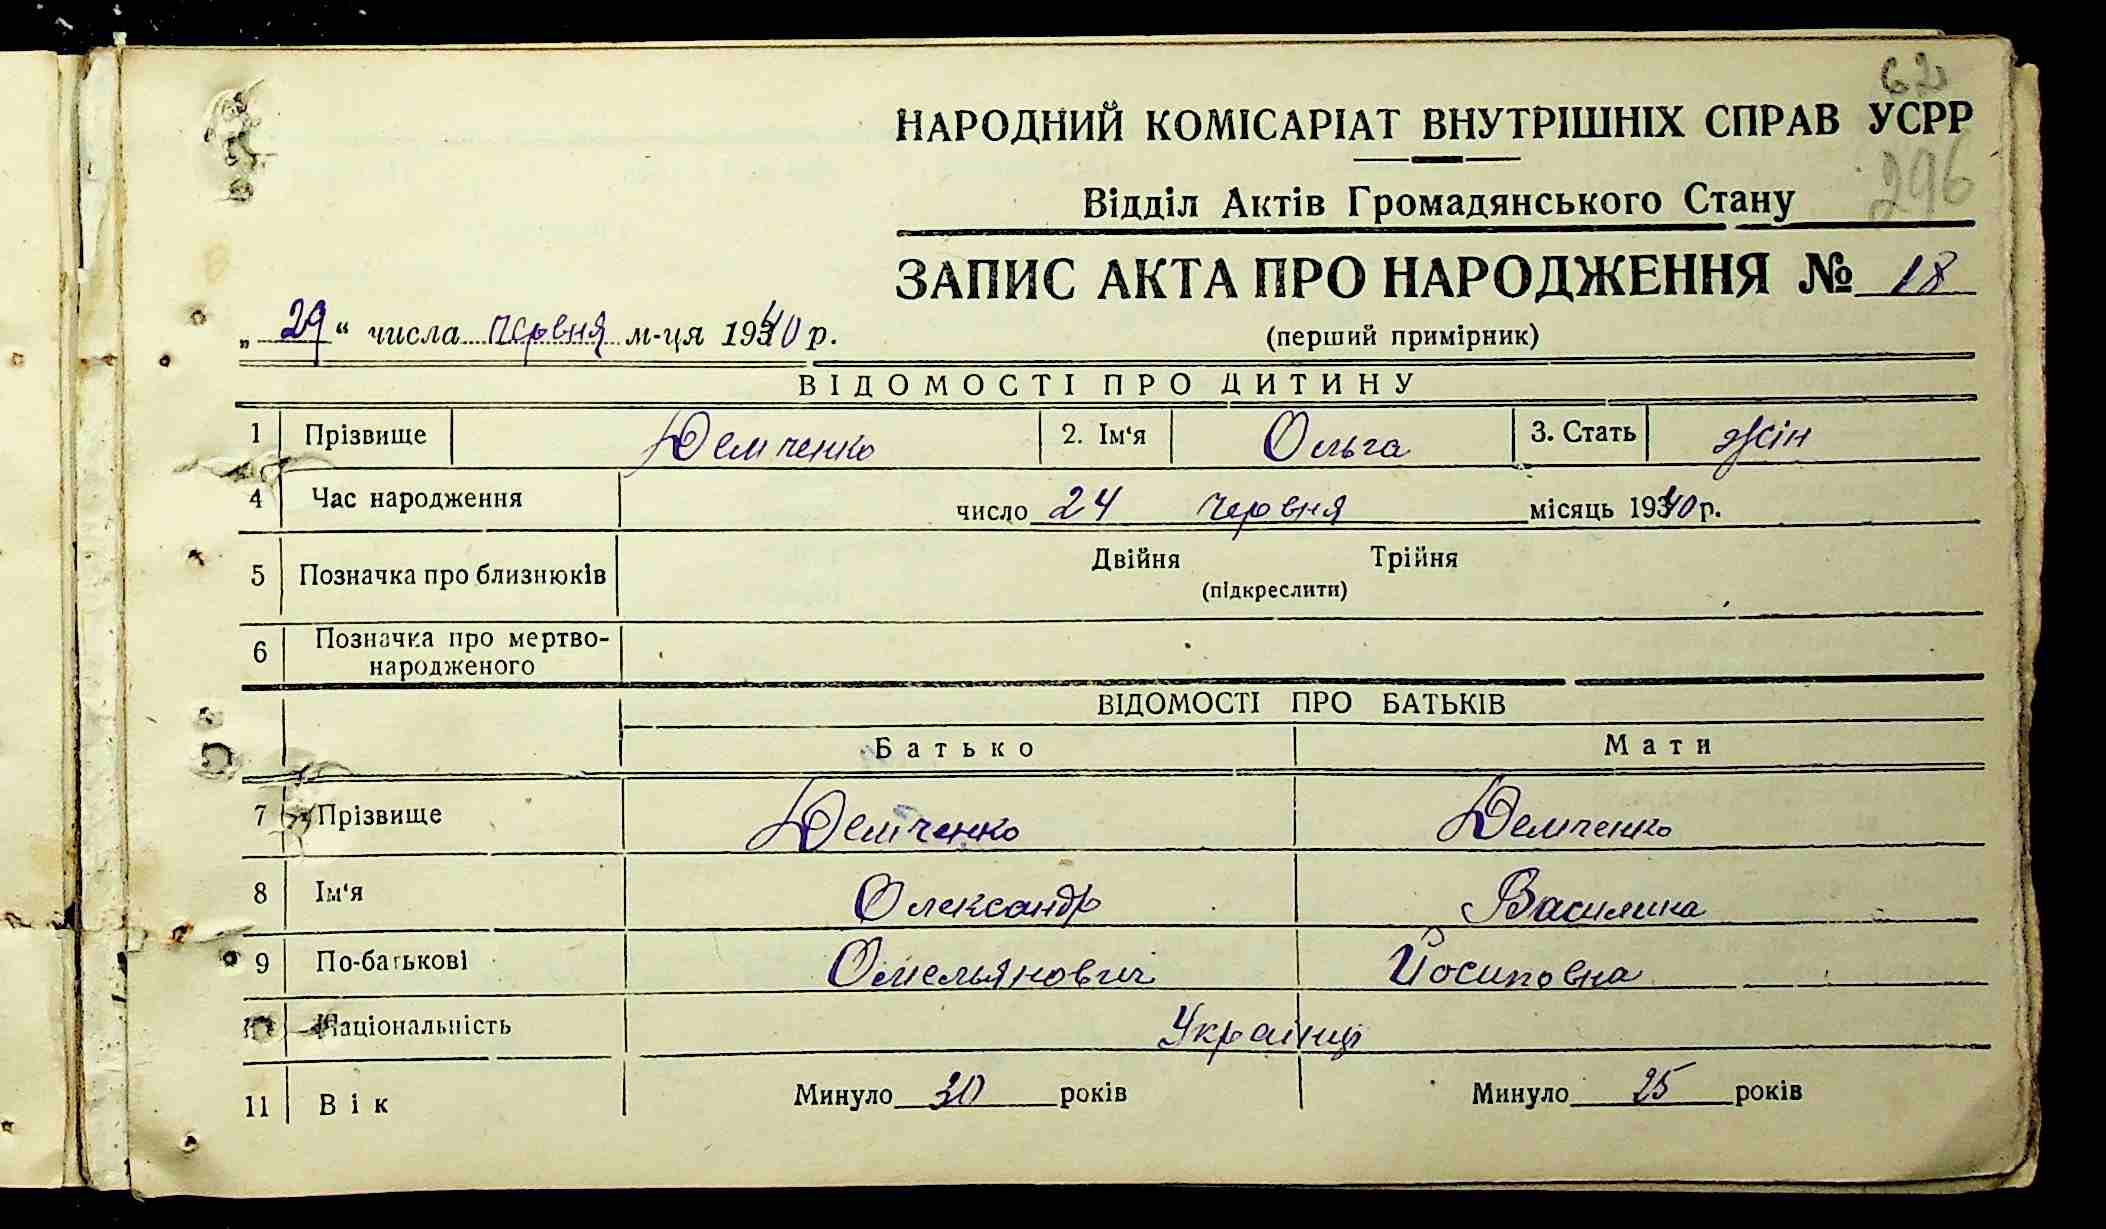 62
НАРОДНИЙ КОМІСАРІАТ ВНУТРІШНІХ СПРАВ УСРР
296
Відділ Актів Громадянського Стану
ЗАПИС АКТА ПРО НАРОДЖЕННЯ № 18
„ 29 “ числа червня м-ця 1940 р.
(перший примірник)
ВІДОМОСТІ ПРО ДИТИНУ
1 Прізвище Демченко 2. Ім‘я Ольга 3. Стать жін
4 Час народження число 24 червня місяць 1940 р.
5 Позначка про близнюків Двійня Трійня
(підкреслити)
6 Позначка про мертво-
народженого
ВІДОМОСТІ ПРО БАТЬКІВ
Батько Мати
7 Прізвище Демченко Демченко
8 Ім‘я Олександр Василина
9 По-батькові Омельянович Йосиповна
10 Національність Українці
11 Вік Минуло 30 років Минуло 25 років